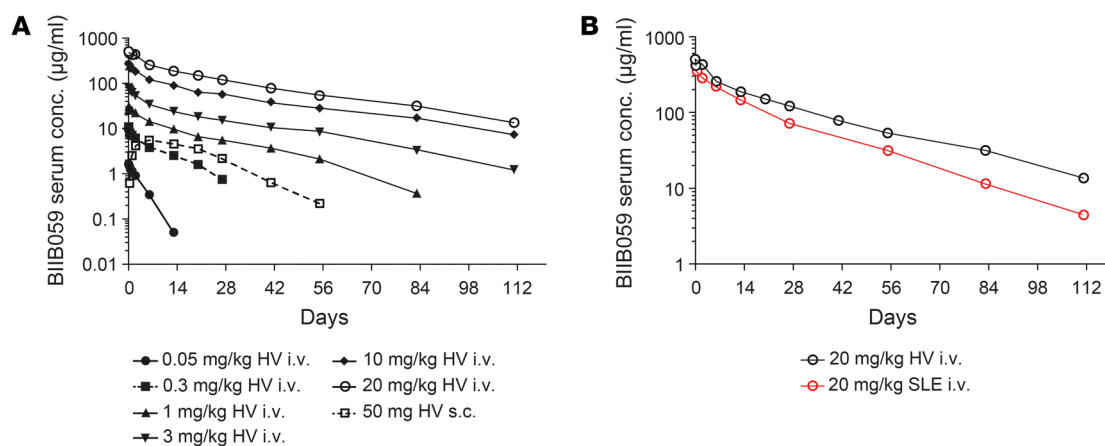 A
BIIB059 serum conc. (µg/ml)
1000
100
10
1
0.1
0.01
0 14 28 42 56 70 84 98 112
Days
0.05 mg/kg HV i.v.
0.3 mg/kg HV i.v.
1 mg/kg HV i.v.
3 mg/kg HV i.v.
10 mg/kg HV i.v.
20 mg/kg HV i.v.
50 mg HV s.c.
B
BIIB059 serum conc. (µg/ml)
1000
100
10
1
0 14 28 42 56 70 84 98 112
Days
20 mg/kg HV i.v.
20 mg/kg SLE i.v.